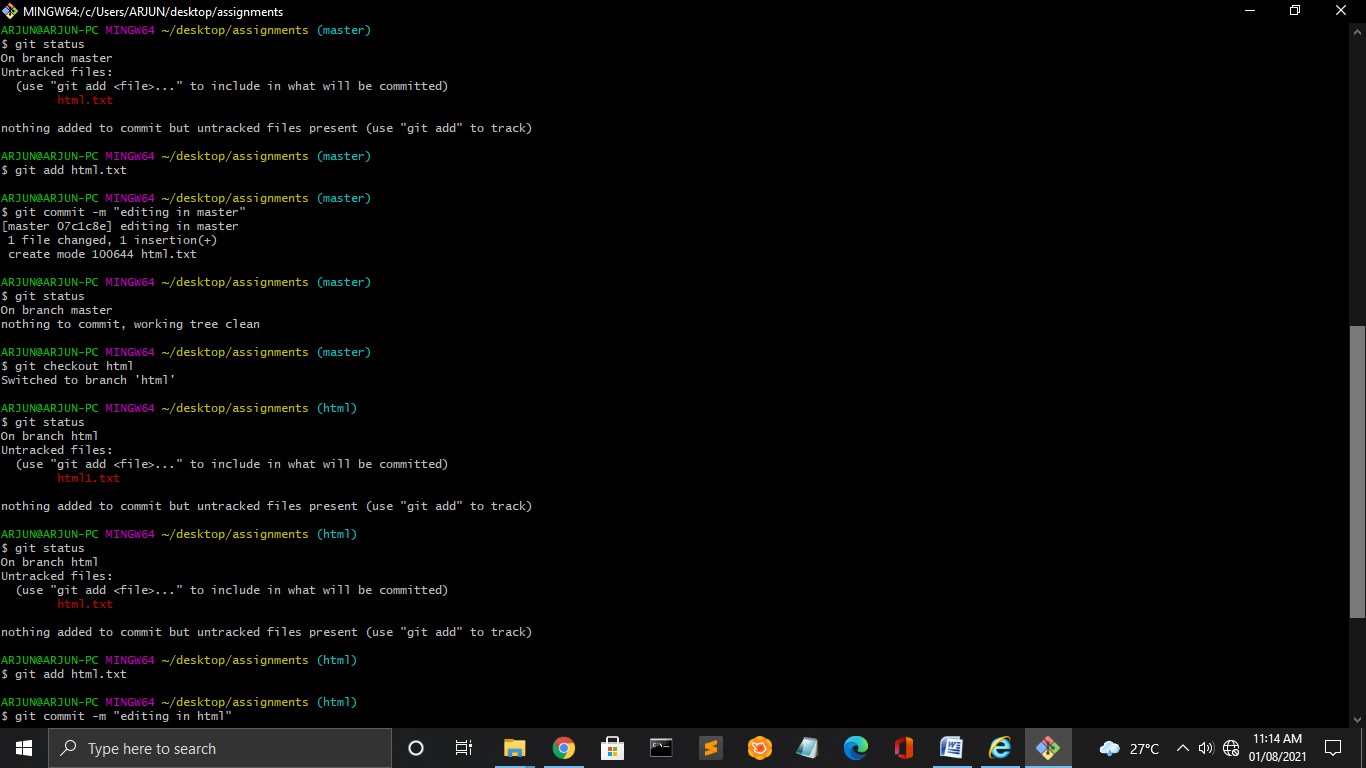 MINGW64:/c/Users/ARJUN/desktop/assignments
ARJUN@ARJUN-PC MINGW64 ~/desktop/assignments (master)
$ git status
On branch master
Untracked files:
  (use "git add <file>..." to include in what will be committed)
        html.txt

nothing added to commit but untracked files present (use "git add" to track)

ARJUN@ARJUN-PC MINGW64 ~/desktop/assignments (master)
$ git add html.txt

ARJUN@ARJUN-PC MINGW64 ~/desktop/assignments (master)
$ git commit -m "editing in master"
[master 07c1c8e] editing in master
 1 file changed, 1 insertion(+)
 create mode 100644 html.txt

ARJUN@ARJUN-PC MINGW64 ~/desktop/assignments (master)
$ git status
On branch master
nothing to commit, working tree clean

ARJUN@ARJUN-PC MINGW64 ~/desktop/assignments (master)
$ git checkout html
Switched to branch 'html'

ARJUN@ARJUN-PC MINGW64 ~/desktop/assignments (html)
$ git status
On branch html
Untracked files:
  (use "git add <file>..." to include in what will be committed)
        html1.txt

nothing added to commit but untracked files present (use "git add" to track)

ARJUN@ARJUN-PC MINGW64 ~/desktop/assignments (html)
$ git status
On branch html
Untracked files:
  (use "git add <file>..." to include in what will be committed)
        html.txt

nothing added to commit but untracked files present (use "git add" to track)

ARJUN@ARJUN-PC MINGW64 ~/desktop/assignments (html)
$ git add html.txt

ARJUN@ARJUN-PC MINGW64 ~/desktop/assignments (html)
$ git commit -m "editing in html"
Type here to search
27°C
11:14 AM
01/08/2021